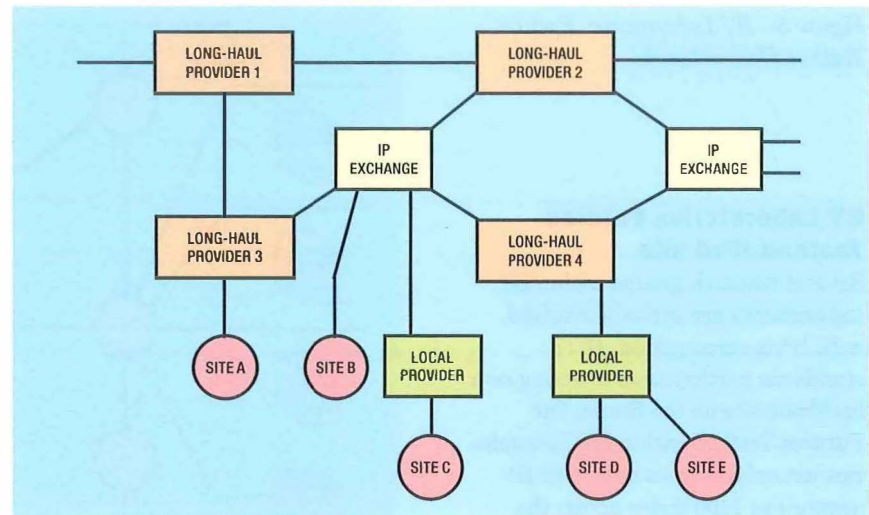 LONG-HAUL
PROVIDER 1
LONG-HAUL
PROVIDER 2
IP
EXCHANGE
IP
EXCHANGE
LONG-HAUL
PROVIDER 3
LONG-HAUL
PROVIDER 4
SITE A
SITE B
LOCAL
PROVIDER
LOCAL
PROVIDER
SITE C
SITE D
SITE E